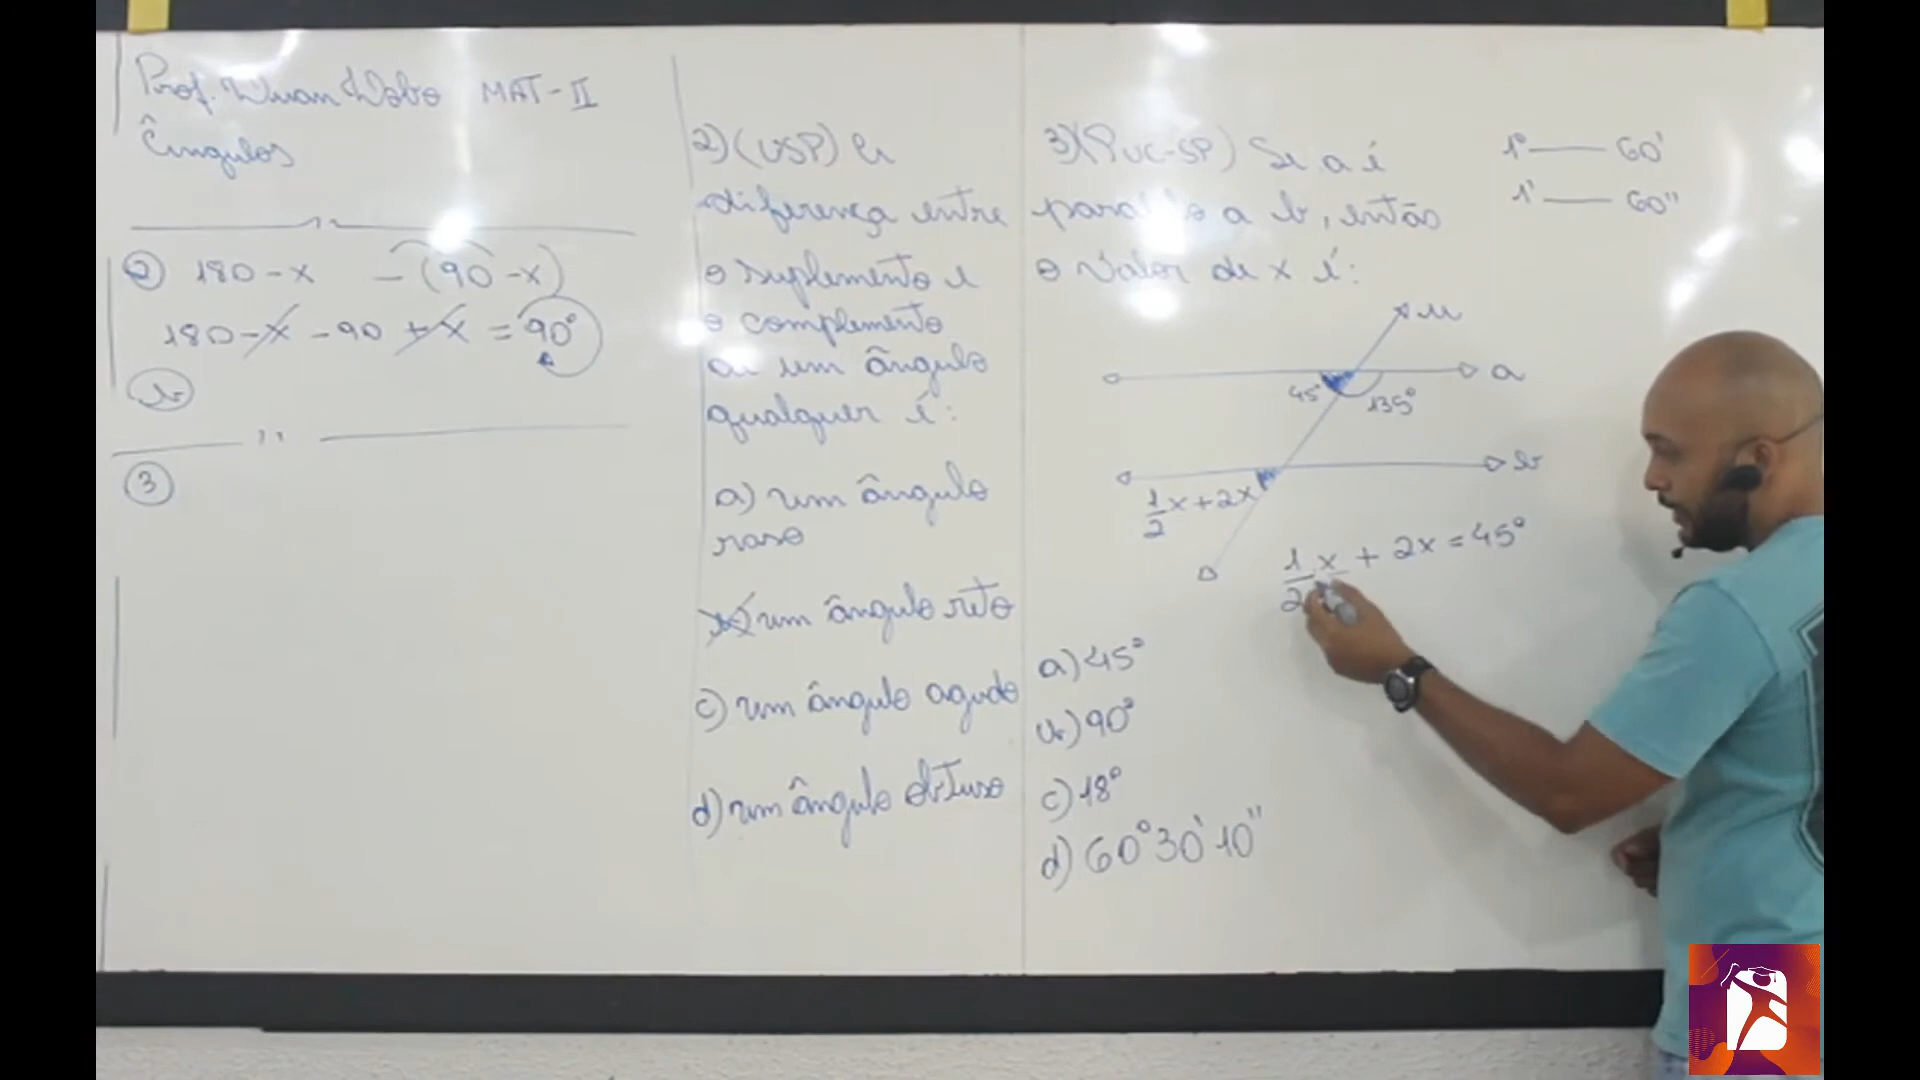 Prof. Luan Lobo MAT-II
Ângulos
2 180-x -(90-x)
180-x-90+x=90°
b
3
2)(USP) A
diferença entre
o suplemento e
o complemento
de um ângulo
qualquer é:
a) um ângulo
raso
b) um ângulo reto
c) um ângulo agudo
d) um ângulo obtuso
3)(PUC-SP) Se a é
paralelo a b, então
o valor de x é:
1° 60'
1' 60''
u
a
45° 135°
b
1/2 x+2x
1/2 x + 2x = 45°
a) 45°
b) 90°
c) 18°
d) 60°30'10''